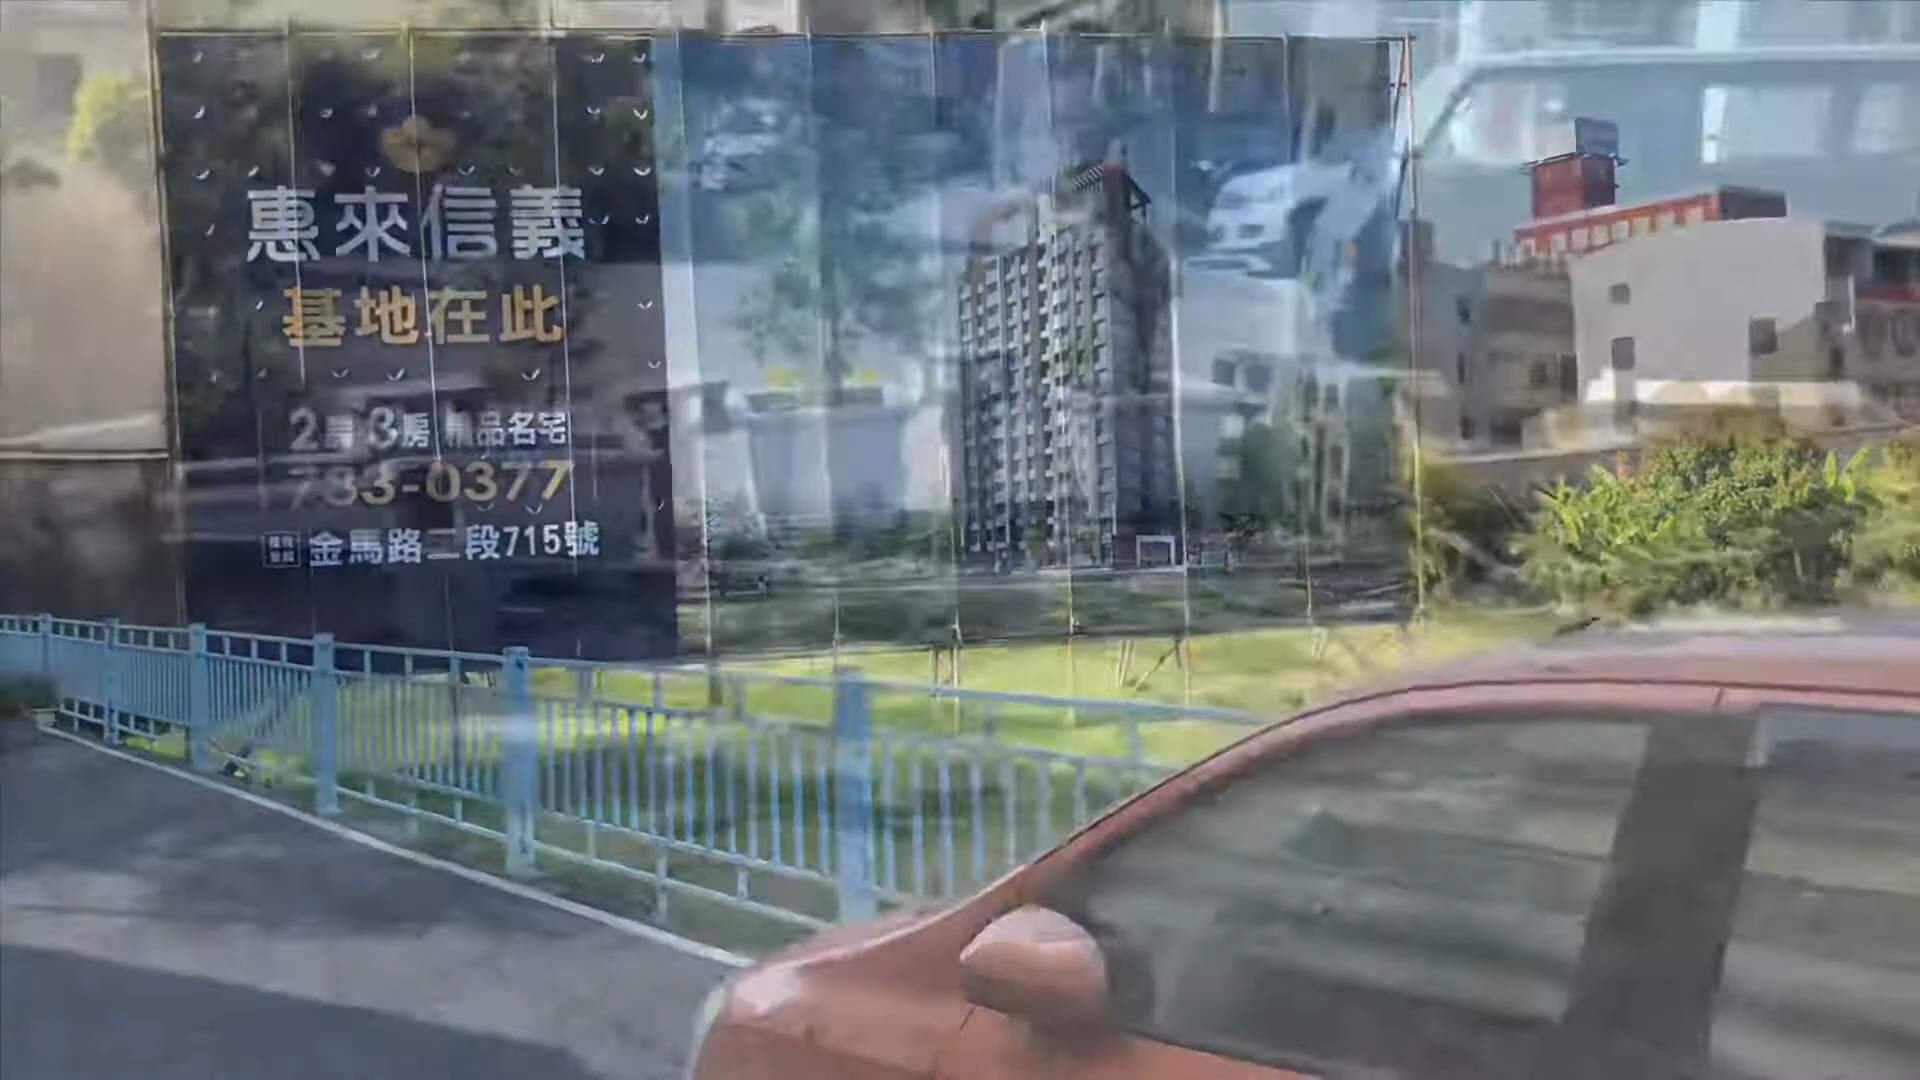 惠來信義
基地在此
2房 3房 精品名宅
783-0377
金馬路二段715號